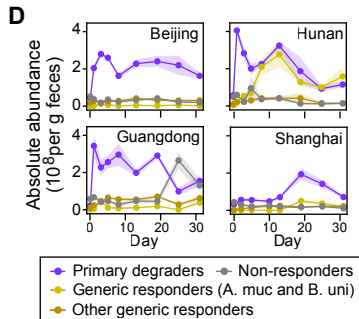 D
Absolute abundance
(10⁸per g feces)
Beijing
Hunan
4
2
0
Guangdong
Shanghai
4
2
0
0 10 20 30 0 10 20 30
Day Day
Primary degraders Non-responders
Generic responders (A. muc and B. uni)
Other generic responders